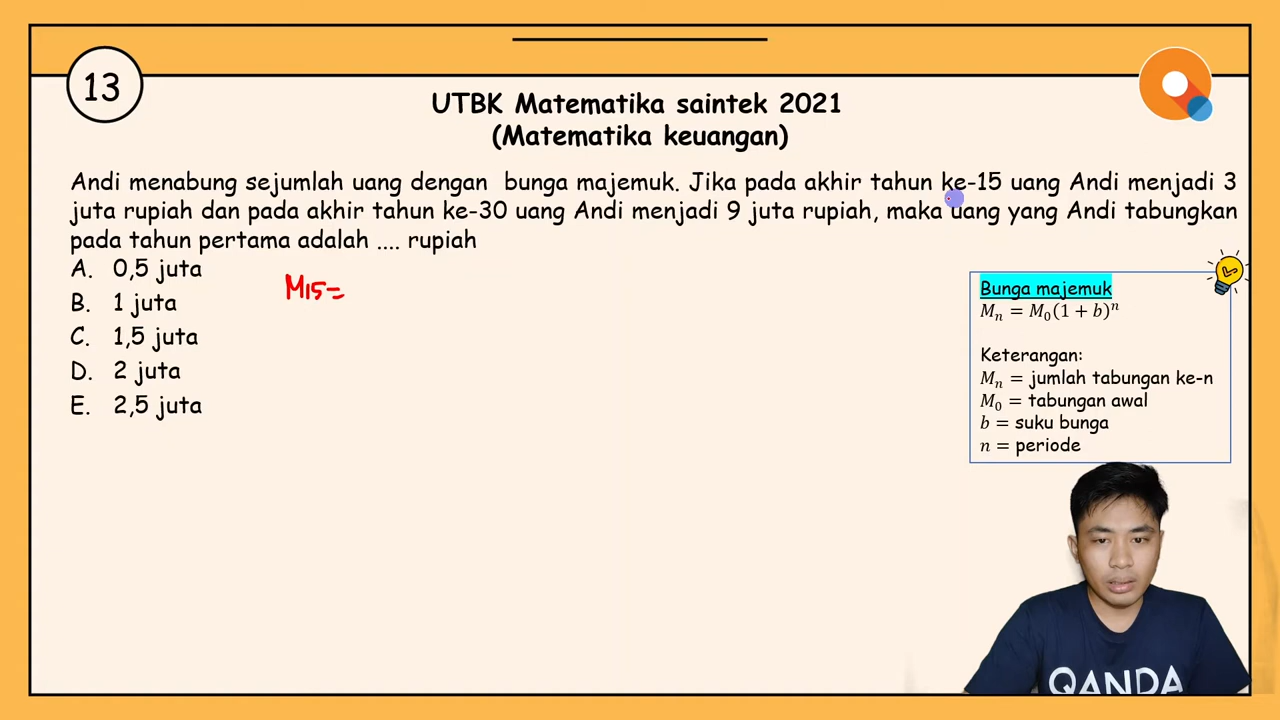 13
UTBK Matematika saintek 2021
(Matematika keuangan)
Andi menabung sejumlah uang dengan bunga majemuk. Jika pada akhir tahun ke-15 uang Andi menjadi 3
juta rupiah dan pada akhir tahun ke-30 uang Andi menjadi 9 juta rupiah, maka uang yang Andi tabungkan
pada tahun pertama adalah .... rupiah
A. 0,5 juta
B. 1 juta
C. 1,5 juta
D. 2 juta
E. 2,5 juta
M15=
Bunga majemuk
Mₙ = M₀(1 + b)ⁿ
Keterangan:
Mₙ = jumlah tabungan ke-n
M₀ = tabungan awal
b = suku bunga
n = periode
QANDA